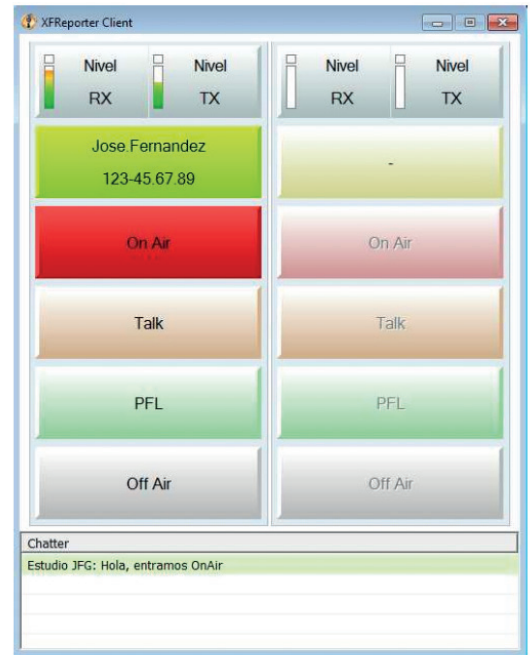 XFReporter Client
Nivel
RX
Nivel
TX
Nivel
RX
Nivel
TX
Jose.Fernandez
123-45.67.89
-
On Air
On Air
Talk
Talk
PFL
PFL
Off Air
Off Air
Chatter
Estudio JFG: Hola, entramos OnAir